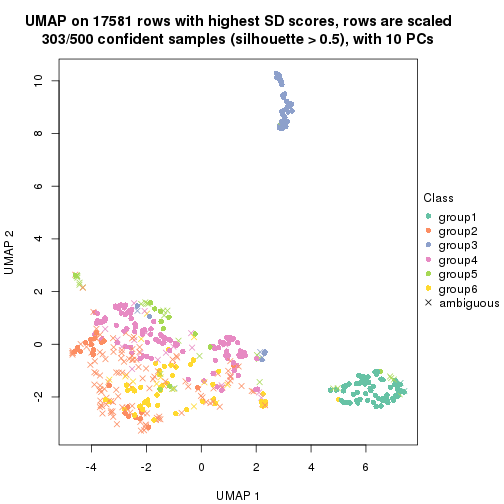 UMAP on 17581 rows with highest SD scores, rows are scaled
303/500 confident samples (silhouette > 0.5), with 10 PCs
10
8
6
4
2
0
-2
UMAP 2
-4
-2
0
2
4
6
UMAP 1
Class
group1
group2
group3
group4
group5
group6
ambiguous